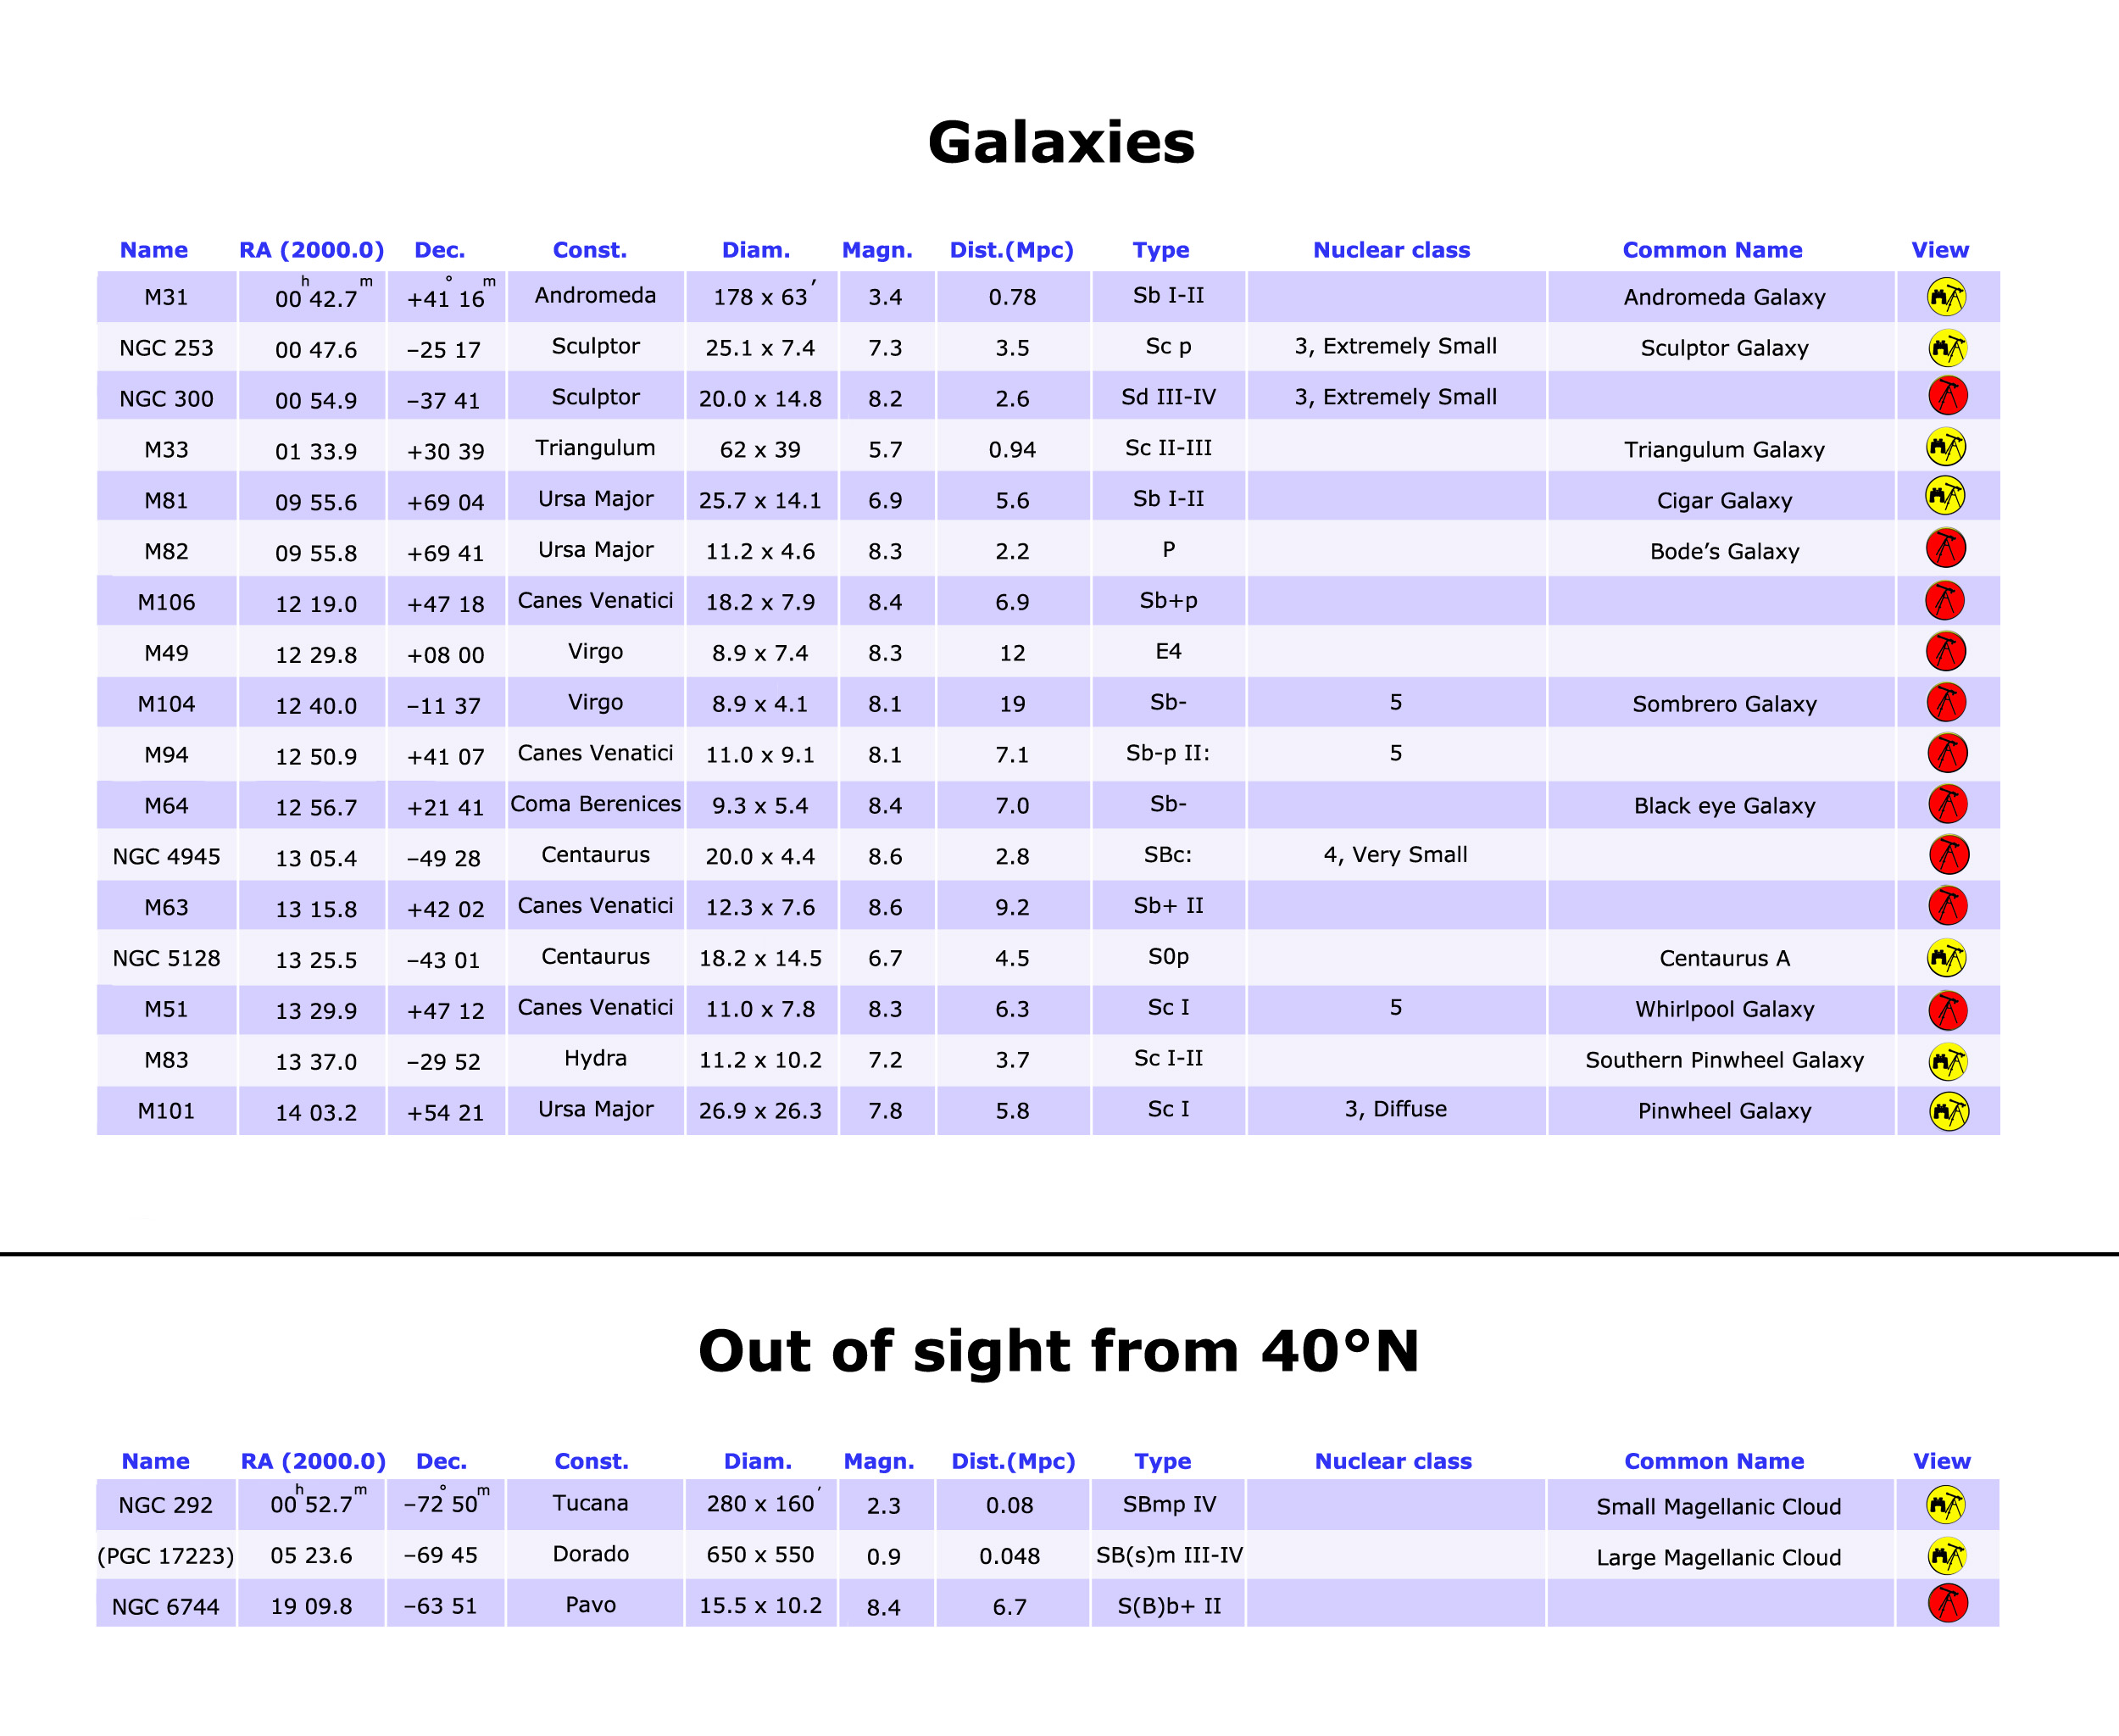 Galaxies
Name RA (2000.0) Dec. Const. Diam. Magn. Dist.(Mpc) Type Nuclear class Common Name View
M31 00h 42.7m +41° 16m Andromeda 178 x 63′ 3.4 0.78 Sb I-II Andromeda Galaxy
NGC 253 00 47.6 –25 17 Sculptor 25.1 x 7.4 7.3 3.5 Sc p 3, Extremely Small Sculptor Galaxy
NGC 300 00 54.9 –37 41 Sculptor 20.0 x 14.8 8.2 2.6 Sd III-IV 3, Extremely Small
M33 01 33.9 +30 39 Triangulum 62 x 39 5.7 0.94 Sc II-III Triangulum Galaxy
M81 09 55.6 +69 04 Ursa Major 25.7 x 14.1 6.9 5.6 Sb I-II Cigar Galaxy
M82 09 55.8 +69 41 Ursa Major 11.2 x 4.6 8.3 2.2 P Bode’s Galaxy
M106 12 19.0 +47 18 Canes Venatici 18.2 x 7.9 8.4 6.9 Sb+p
M49 12 29.8 +08 00 Virgo 8.9 x 7.4 8.3 12 E4
M104 12 40.0 –11 37 Virgo 8.9 x 4.1 8.1 19 Sb- 5 Sombrero Galaxy
M94 12 50.9 +41 07 Canes Venatici 11.0 x 9.1 8.1 7.1 Sb-p II: 5
M64 12 56.7 +21 41 Coma Berenices 9.3 x 5.4 8.4 7.0 Sb- Black eye Galaxy
NGC 4945 13 05.4 –49 28 Centaurus 20.0 x 4.4 8.6 2.8 SBc: 4, Very Small
M63 13 15.8 +42 02 Canes Venatici 12.3 x 7.6 8.6 9.2 Sb+ II
NGC 5128 13 25.5 –43 01 Centaurus 18.2 x 14.5 6.7 4.5 S0p Centaurus A
M51 13 29.9 +47 12 Canes Venatici 11.0 x 7.8 8.3 6.3 Sc I 5 Whirlpool Galaxy
M83 13 37.0 –29 52 Hydra 11.2 x 10.2 7.2 3.7 Sc I-II Southern Pinwheel Galaxy
M101 14 03.2 +54 21 Ursa Major 26.9 x 26.3 7.8 5.8 Sc I 3, Diffuse Pinwheel Galaxy
Out of sight from 40°N
Name RA (2000.0) Dec. Const. Diam. Magn. Dist.(Mpc) Type Nuclear class Common Name View
NGC 292 00h 52.7m –72° 50m Tucana 280 x 160′ 2.3 0.08 SBmp IV Small Magellanic Cloud
(PGC 17223) 05 23.6 –69 45 Dorado 650 x 550 0.9 0.048 SB(s)m III-IV Large Magellanic Cloud
NGC 6744 19 09.8 –63 51 Pavo 15.5 x 10.2 8.4 6.7 S(B)b+ II